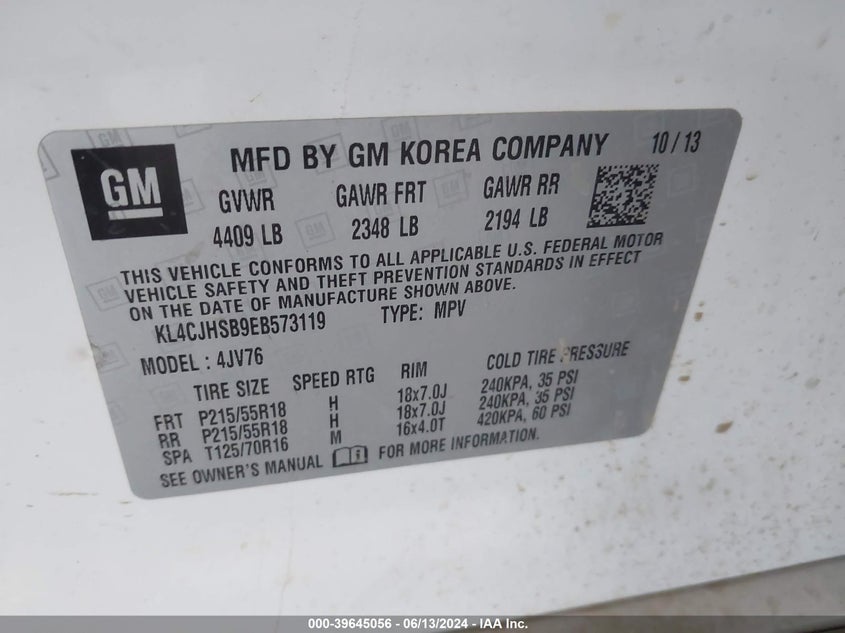 GM
MFD BY GM KOREA COMPANY 10/13
GVWR GAWR FRT GAWR RR
4409 LB 2348 LB 2194 LB
THIS VEHICLE CONFORMS TO ALL APPLICABLE U.S. FEDERAL MOTOR
VEHICLE SAFETY AND THEFT PREVENTION STANDARDS IN EFFECT
ON THE DATE OF MANUFACTURE SHOWN ABOVE.
KL4CJHSB9EB573119 TYPE: MPV
MODEL : 4JV76
TIRE SIZE SPEED RTG RIM COLD TIRE PRESSURE
FRT P215/55R18 H 18x7.0J 240KPA, 35 PSI
RR P215/55R18 H 18x7.0J 240KPA, 35 PSI
SPA T125/70R16 M 16x4.0T 420KPA, 60 PSI
SEE OWNER'S MANUAL FOR MORE INFORMATION.
000-39645056 - 06/13/2024 - IAA Inc.